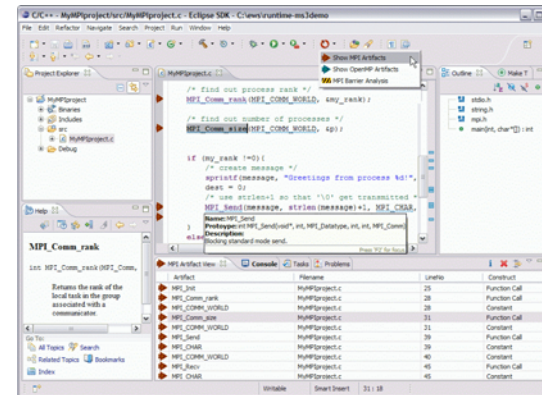 C/C++ - MyMPIproject/src/MyMPIproject.c - Eclipse SDK - C:\ews\runtime-ms3demo
File Edit Refactor Navigate Search Project Run Window Help
Show MPI Artifacts
Show OpenMP Artifacts
MPI Barrier Analysis
Project Explorer
MyMPIproject
Binaries
Includes
src
MyMPIproject.c
Debug
MyMPIproject.c
/* find out process rank */
MPI_Comm_rank(MPI_COMM_WORLD, &my_rank);
/* find out number of processes */
MPI_Comm_size(MPI_COMM_WORLD, &p);
if (my_rank !=0){
/* create message */
sprintf(message, "Greetings from process %d!",
dest = 0;
/* use strlen+1 so that '\0' get transmitted
MPI_Send(message, strlen(message)+1, MPI_CHAR,
Name: MPI_Send
Protoype: int MPI_Send(void*, int, MPI_Datatype, int, int, MPI_Comm)
Description:
Blocking standard mode send.
Press 'F2' for focus
}
else
Outline
Make T
stdio.h
string.h
mpi.h
main(int, char*[]) : int
Help
MPI_Comm_rank
int MPI_Comm_rank(MPI_Comm,
Returns the rank of the
local task in the group
associated with a
communicator.
Go To:
All Topics Search
Related Topics Bookmarks
Index
MPI Artifact View Console Tasks Problems
Artifact Filename LineNo Construct
MPI_Init MyMPIproject.c 25 Function Call
MPI_Comm_rank MyMPIproject.c 28 Function Call
MPI_COMM_WORLD MyMPIproject.c 28 Constant
MPI_Comm_size MyMPIproject.c 31 Function Call
MPI_COMM_WORLD MyMPIproject.c 31 Constant
MPI_Send MyMPIproject.c 39 Function Call
MPI_CHAR MyMPIproject.c 39 Constant
MPI_COMM_WORLD MyMPIproject.c 40 Constant
MPI_Recv MyMPIproject.c 45 Function Call
MPI_CHAR MyMPIproject.c 45 Constant
Writable Smart Insert 31 : 18